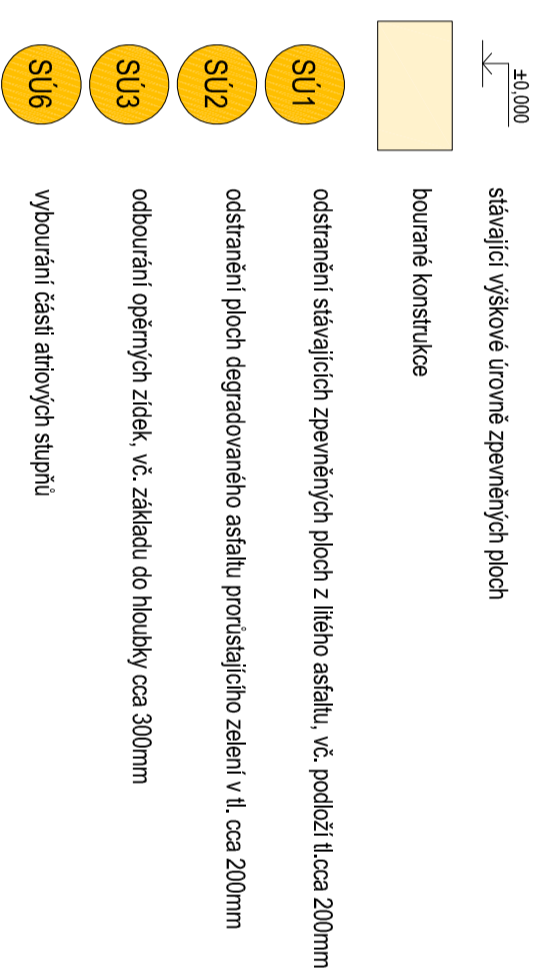 ±0,000 stávající výškové úrovně zpevněných ploch
bourané konstrukce
SÚ1 odstranění stávajících zpevněných ploch z litého asfaltu, vč. podloží tl.cca 200mm
SÚ2 odstranění ploch degradovaného asfaltu prorůstajícího zelení v tl. cca 200mm
SÚ3 odbourání opěrných zídek, vč. základu do hloubky cca 300mm
SÚ6 vybourání části atriových stupňů